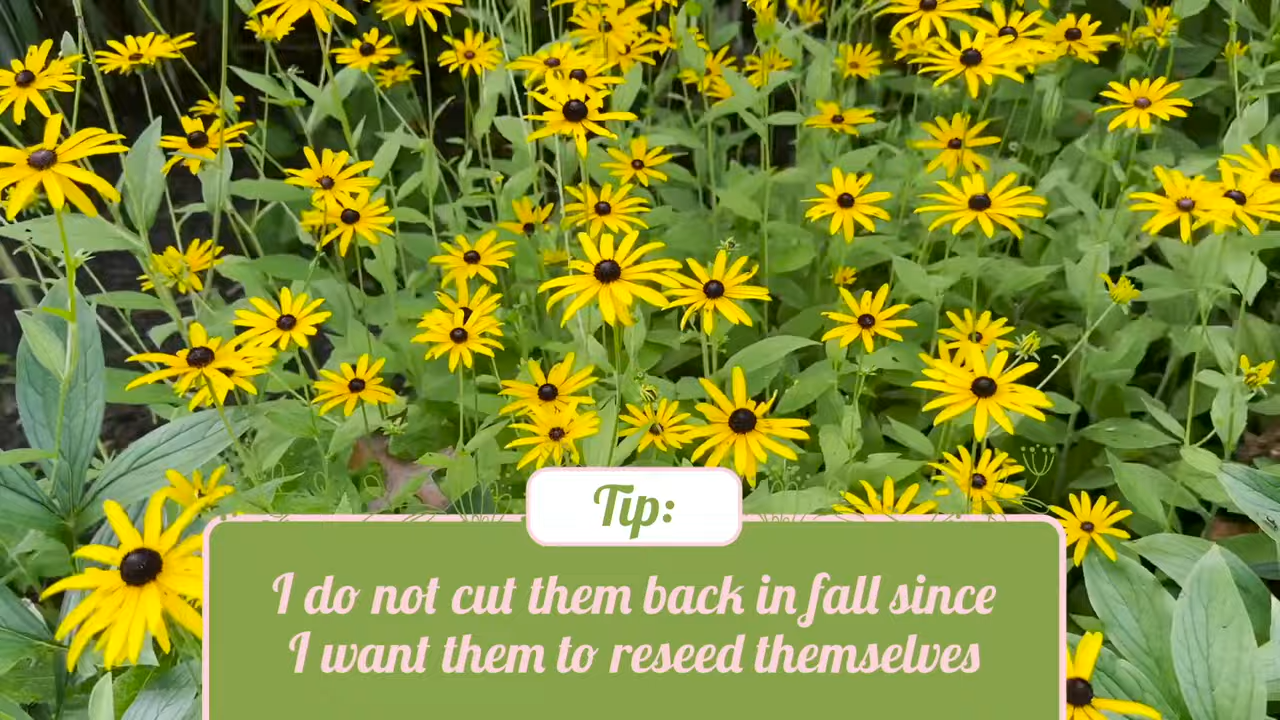 Tip:
I do not cut them back in fall since
I want them to reseed themselves